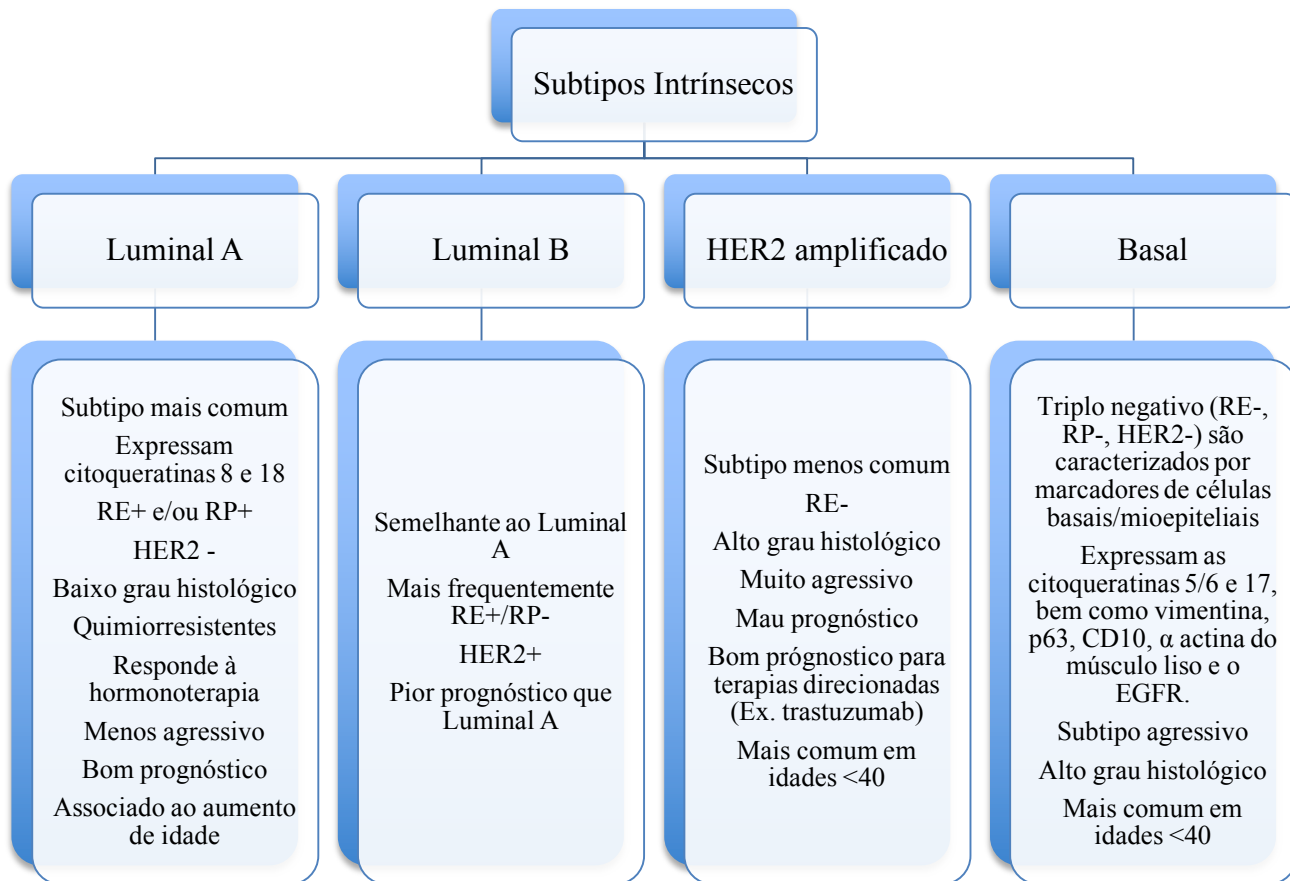 Subtipos Intrínsecos
Luminal A
Luminal B
HER2 amplificado
Basal
Subtipo mais comum
Expressam
citoqueratinas 8 e 18
RE+ e/ou RP+
HER2 -
Baixo grau histológico
Quimiorresistentes
Responde à
hormonoterapia
Menos agressivo
Bom prognóstico
Associado ao aumento
de idade
Semelhante ao Luminal
A
Mais frequentemente
RE+/RP-
HER2+
Pior prognóstico que
Luminal A
Subtipo menos comum
RE-
Alto grau histológico
Muito agressivo
Mau prognóstico
Bom prógnostico para
terapias direcionadas
(Ex. trastuzumab)
Mais comum em
idades <40
Triplo negativo (RE-,
RP-, HER2-) são
caracterizados por
marcadores de células
basais/mioepiteliais
Expressam as
citoqueratinas 5/6 e 17,
bem como vimentina,
p63, CD10, α actina do
músculo liso e o
EGFR.
Subtipo agressivo
Alto grau histológico
Mais comum em
idades <40